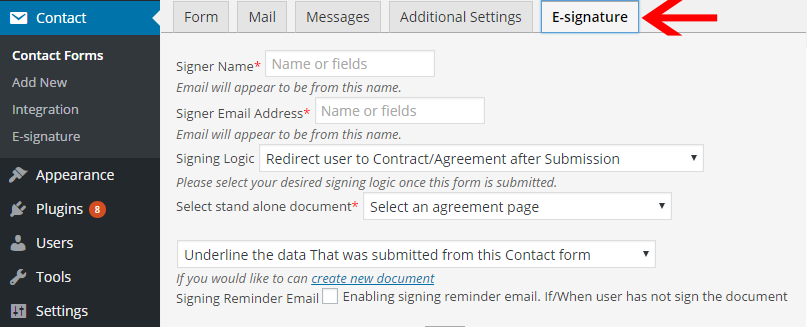 Contact
Contact Forms
Add New
Integration
E-signature
Appearance
Plugins 8
Users
Tools
Settings
Form Mail Messages Additional Settings E-signature
Signer Name* Name or fields
Email will appear to be from this name.
Signer Email Address* Name or fields
Email will appear to be from this name.
Signing Logic Redirect user to Contract/Agreement after Submission
Please select your desired signing logic once this form is submitted.
Select stand alone document* Select an agreement page
Underline the data That was submitted from this Contact form
If you would like to can create new document
Signing Reminder Email Enabling signing reminder email. If/When user has not sign the document